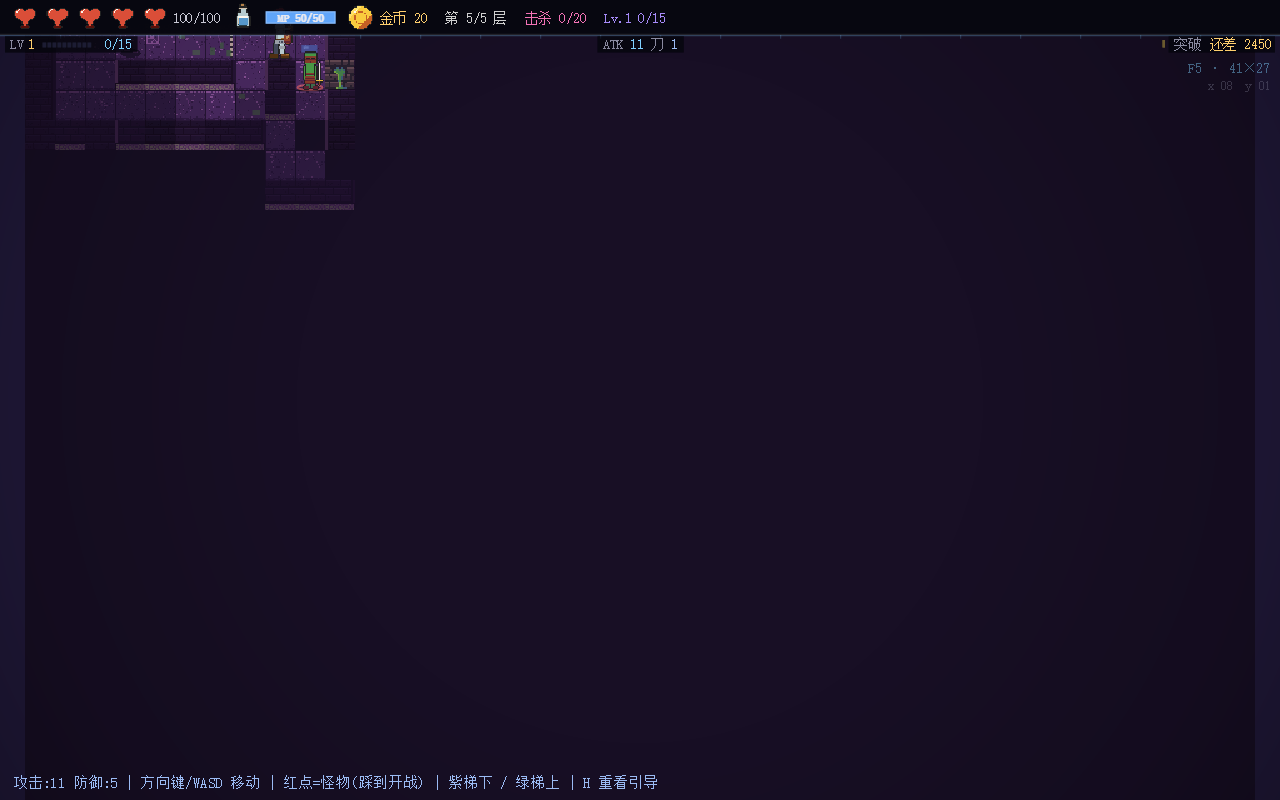 100/100 MP 50/50 金币 20 第 5/5 层 击杀 0/20 Lv.1 0/15
LV 1 0/15 ATK 11 刀 1 突破 还差 2450
F5 · 41×27
x 08 y 01
攻击:11 防御:5 | 方向键/WASD 移动 | 红点=怪物(踩到开战) | 紫梯下 / 绿梯上 | H 重看引导